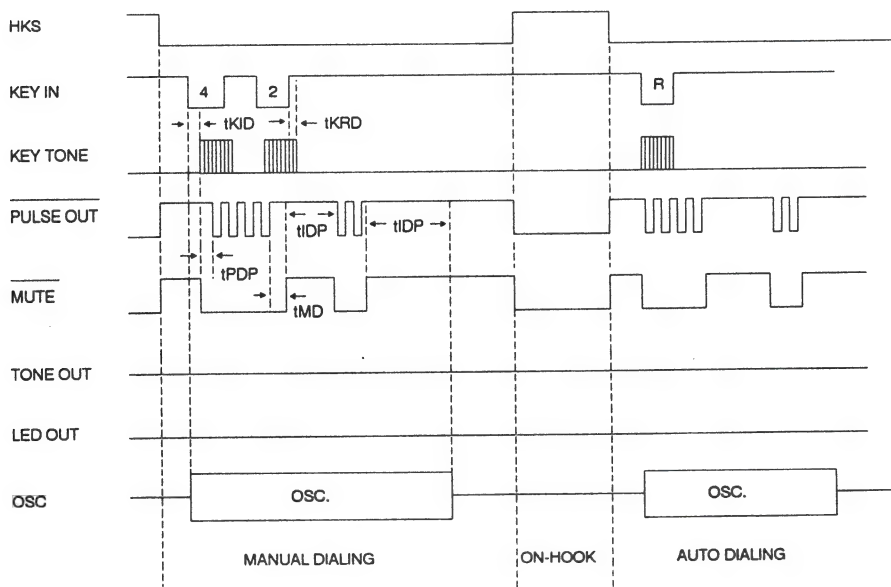 HKS
KEY IN 4 2 R
tKID tKRD
KEY TONE
PULSE OUT
tIDP tIDP
tPDP
MUTE
tMD
TONE OUT
LED OUT
OSC OSC. OSC.
MANUAL DIALING ON-HOOK AUTO DIALING